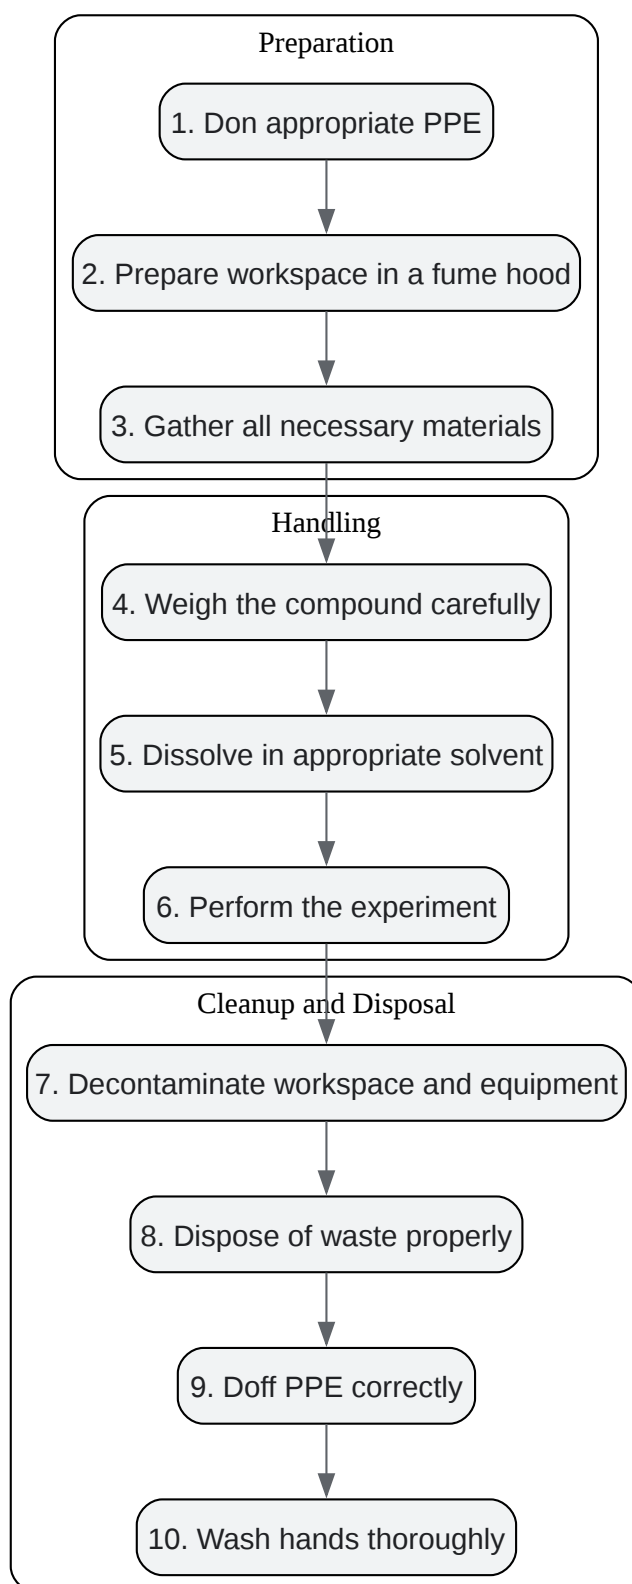 Preparation
1. Don appropriate PPE
2. Prepare workspace in a fume hood
3. Gather all necessary materials
Handling
4. Weigh the compound carefully
5. Dissolve in appropriate solvent
6. Perform the experiment
Cleanup and Disposal
7. Decontaminate workspace and equipment
8. Dispose of waste properly
9. Doff PPE correctly
10. Wash hands thoroughly